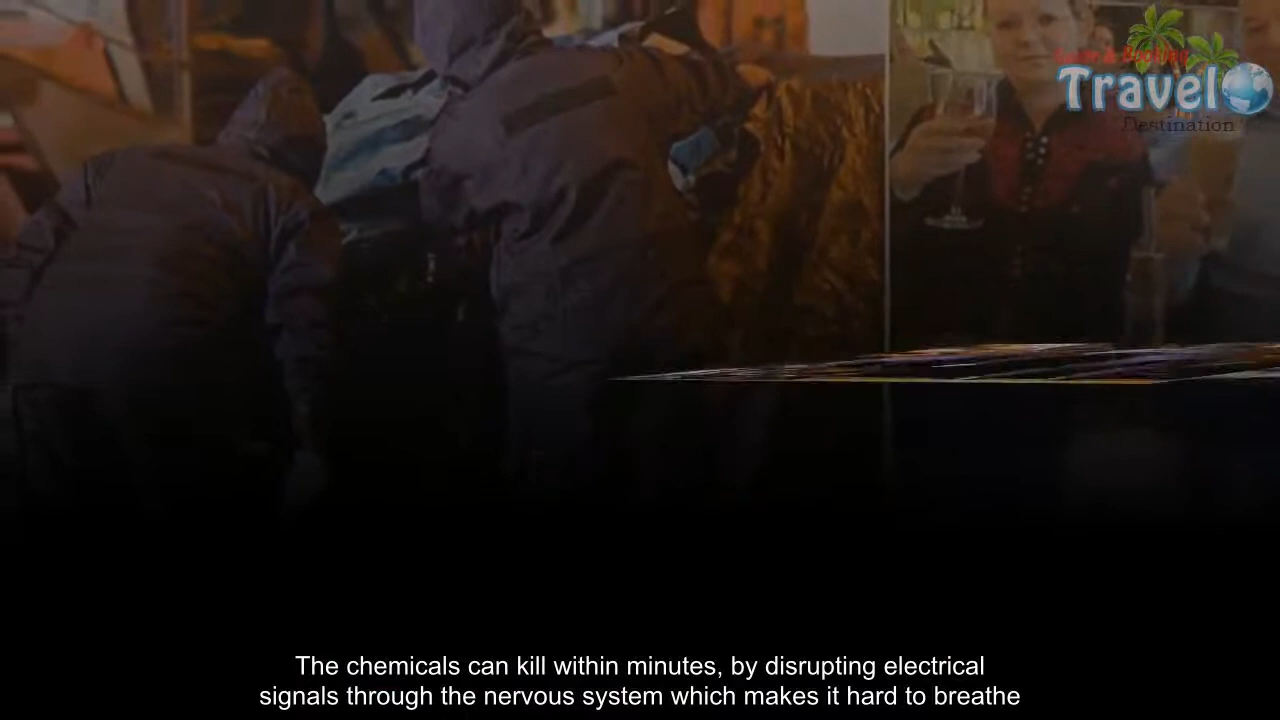 Travel
Destination
The chemicals can kill within minutes, by disrupting electrical
signals through the nervous system which makes it hard to breathe